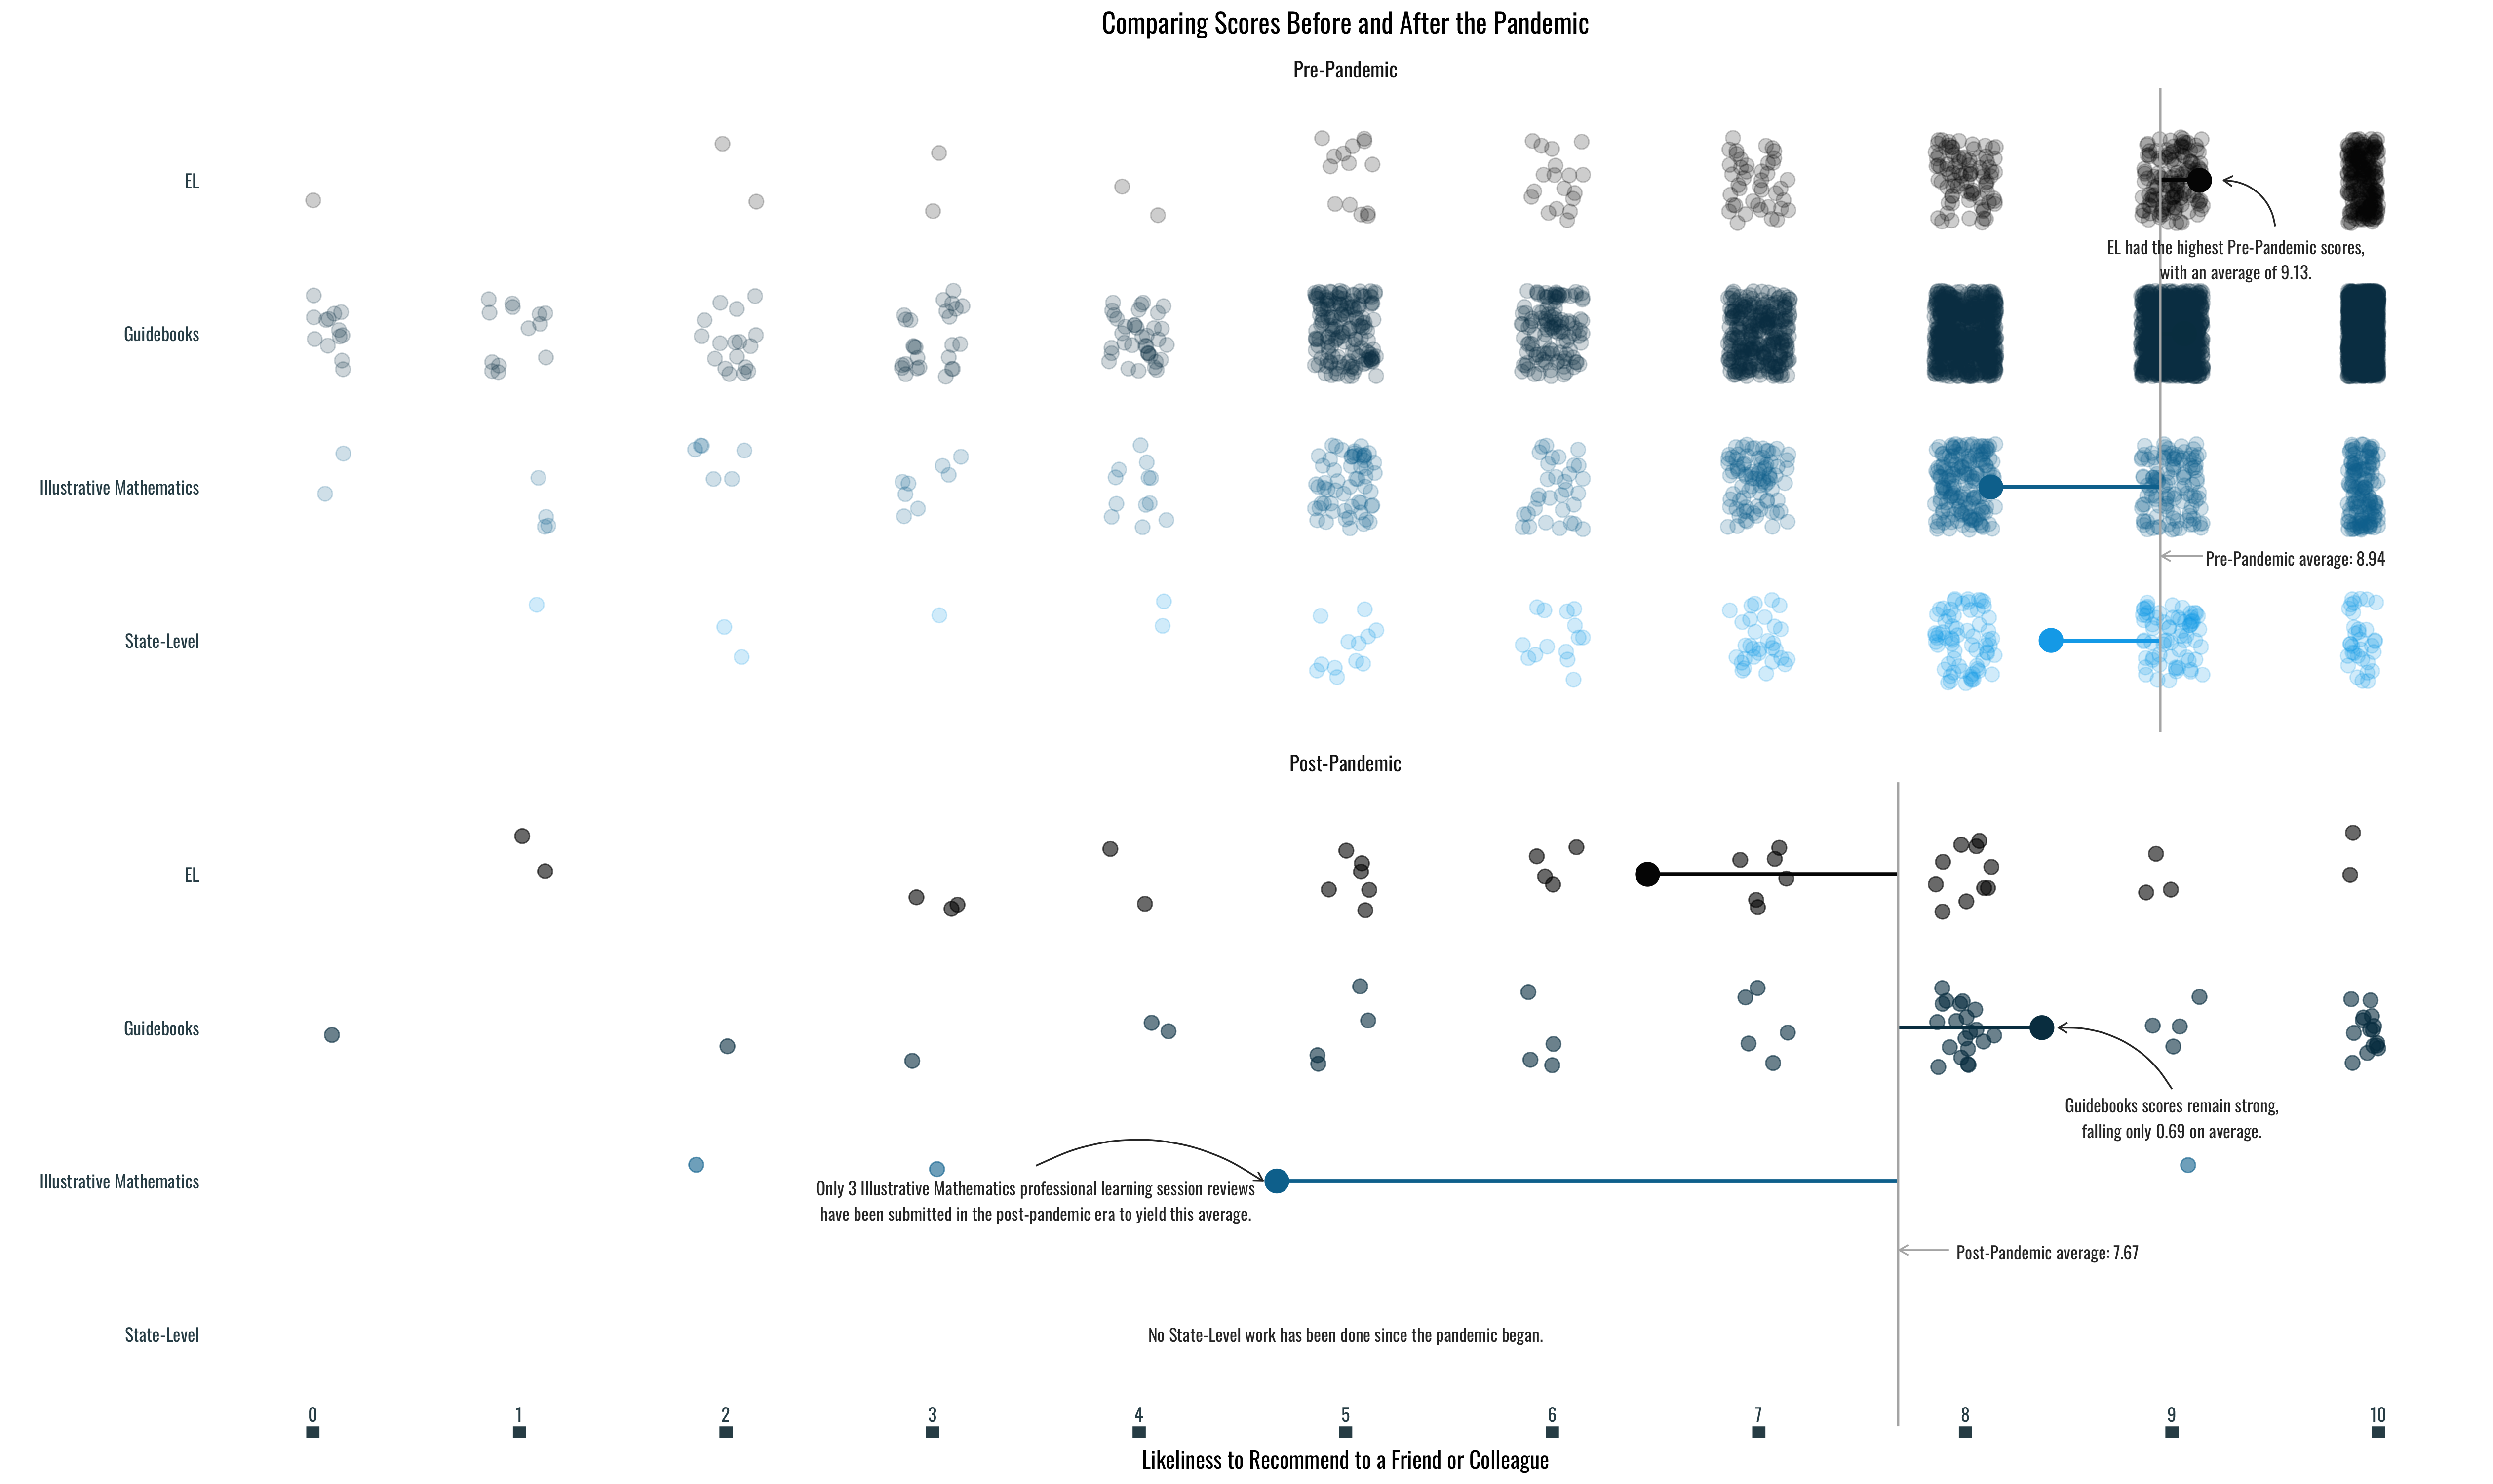 Comparing Scores Before and After the Pandemic
Pre-Pandemic
EL
EL had the highest Pre-Pandemic scores,
with an average of 9.13.
Guidebooks
Illustrative Mathematics
Pre-Pandemic average: 8.94
State-Level
Post-Pandemic
EL
Guidebooks
Guidebooks scores remain strong,
falling only 0.69 on average.
Illustrative Mathematics
Only 3 Illustrative Mathematics professional learning session reviews
have been submitted in the post-pandemic era to yield this average.
Post-Pandemic average: 7.67
State-Level
No State-Level work has been done since the pandemic began.
0 1 2 3 4 5 6 7 8 9 10
Likeliness to Recommend to a Friend or Colleague